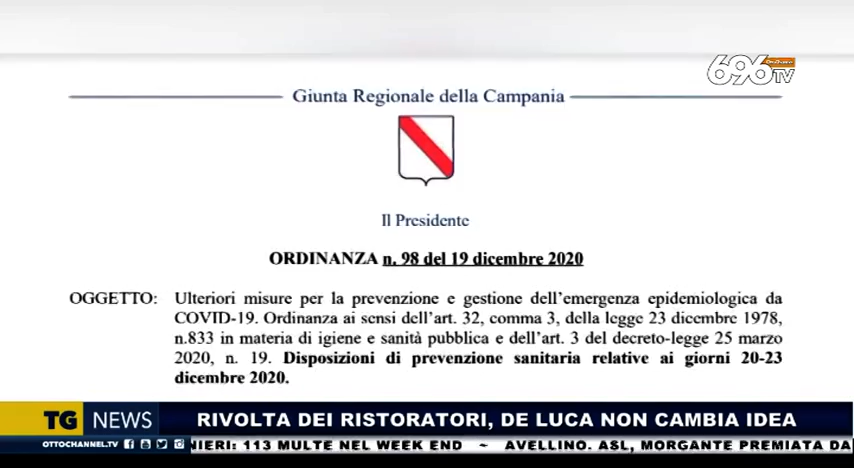 696 TV
Giunta Regionale della Campania
Il Presidente
ORDINANZA n. 98 del 19 dicembre 2020
OGGETTO: Ulteriori misure per la prevenzione e gestione dell'emergenza epidemiologica da
COVID-19. Ordinanza ai sensi dell'art. 32, comma 3, della legge 23 dicembre 1978,
n.833 in materia di igiene e sanità pubblica e dell'art. 3 del decreto-legge 25 marzo
2020, n. 19. Disposizioni di prevenzione sanitaria relative ai giorni 20-23
dicembre 2020.
TG NEWS RIVOLTA DEI RISTORATORI, DE LUCA NON CAMBIA IDEA
OTTOCHANNEL.TV NIERI: 113 MULTE NEL WEEK END ~ AVELLINO. ASL, MORGANTE PREMIATA DA